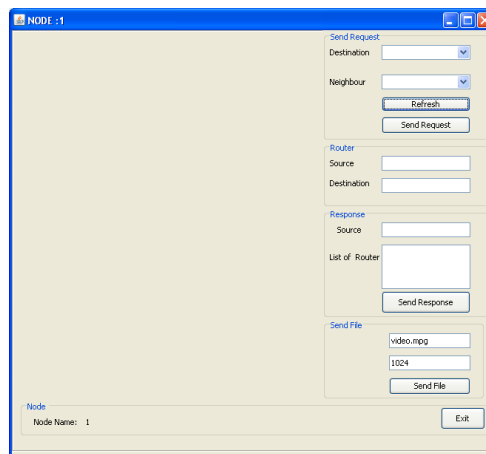 NODE :1
Send Request
Destination
Neighbour
Refresh
Send Request
Router
Source
Destination
Response
Source
List of Router
Send Response
Send File
video.mpg
1024
Send File
Node
Node Name: 1
Exit